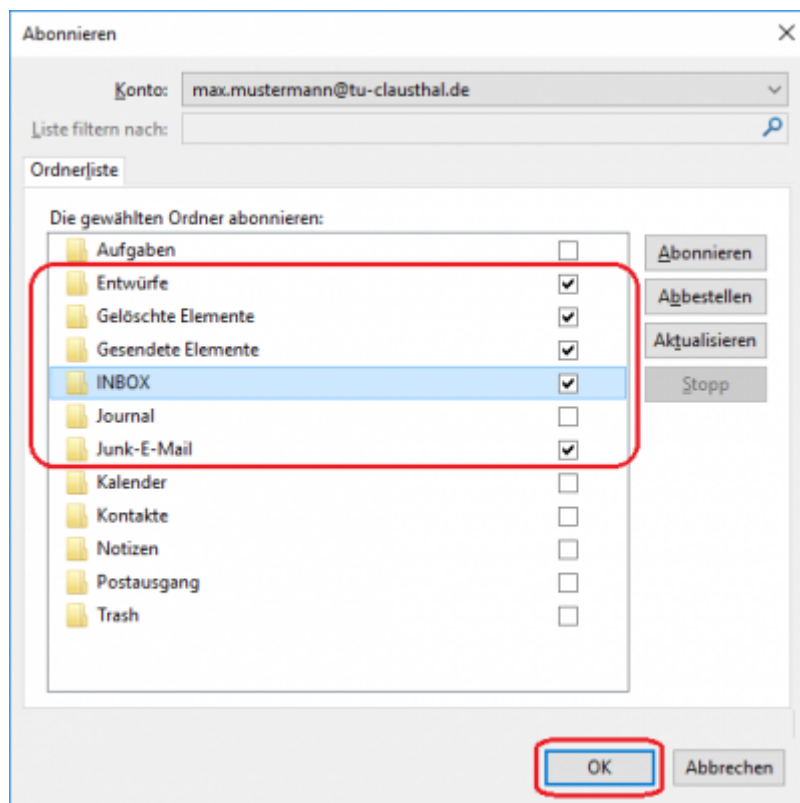 Abonnieren
Konto: max.mustermann@tu-clausthal.de
Liste filtern nach:
Ordnerliste
Die gewählten Ordner abonnieren:
Aufgaben
Entwürfe
Gelöschte Elemente
Gesendete Elemente
INBOX
Journal
Junk-E-Mail
Kalender
Kontakte
Notizen
Postausgang
Trash
Abonnieren
Abbestellen
Aktualisieren
Stopp
OK Abbrechen